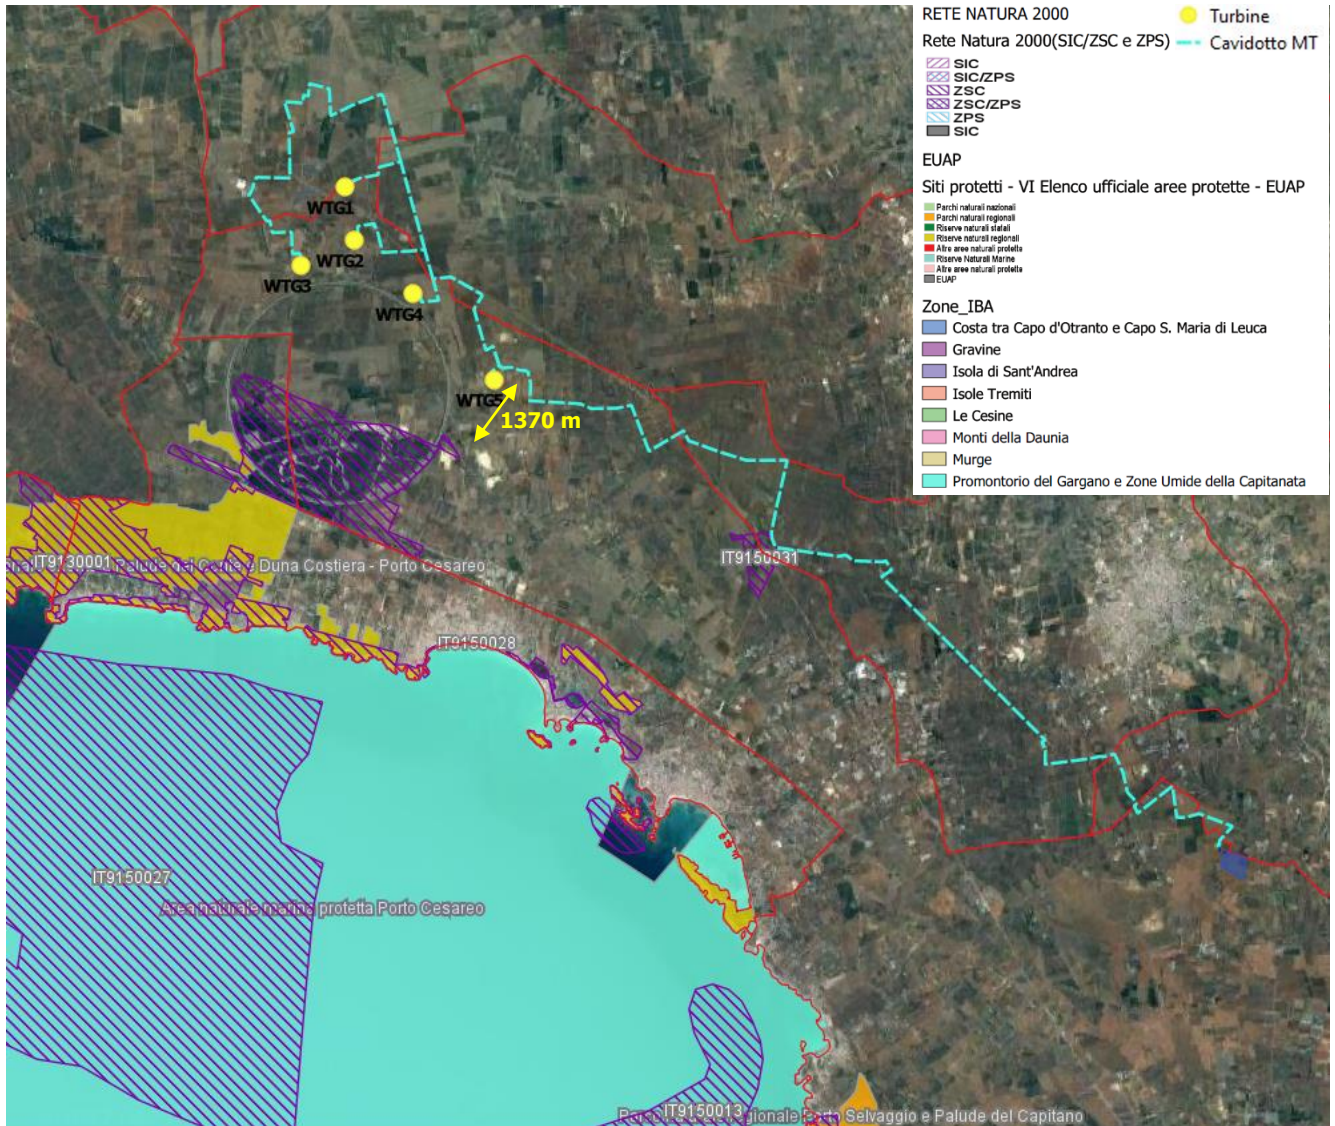 RETE NATURA 2000
Turbine
Rete Natura 2000(SIC/ZSC e ZPS)
Cavidotto MT
SIC
SIC/ZPS
ZSC
ZSC/ZPS
ZPS
SIC
EUAP
Siti protetti - VI Elenco ufficiale aree protette - EUAP
Parchi naturali nazionali
Parchi naturali regionali
Riserve naturali statali
Riserve naturali regionali
Altre aree naturali protette
Riserve Naturali Marine
Altre aree naturali protette
EUAP
Zone_IBA
Costa tra Capo d'Otranto e Capo S. Maria di Leuca
Gravine
Isola di Sant'Andrea
Isole Tremiti
Le Cesine
Monti della Daunia
Murge
Promontorio del Gargano e Zone Umide della Capitanata
WTG1
WTG2
WTG3
WTG4
WTG5
1370 m
IT9130001
Palude del Conte e Duna Costiera - Porto Cesareo
IT9150031
IT9150028
IT9150027
Area naturale marina protetta Porto Cesareo
IT9150013
Porto Selvaggio e Palude del Capitano